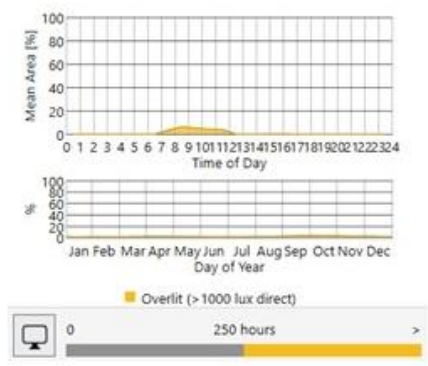 100
80
60
40
20
0
Mean Area [%]
0 1 2 3 4 5 6 7 8 9 10 11 12 13 14 15 16 17 18 19 20 21 22 23 24
Time of Day
100
80
60
40
20
0
%
Jan Feb Mar Apr May Jun Jul Aug Sep Oct Nov Dec
Day of Year
Overlit (>1000 lux direct)
0 250 hours >